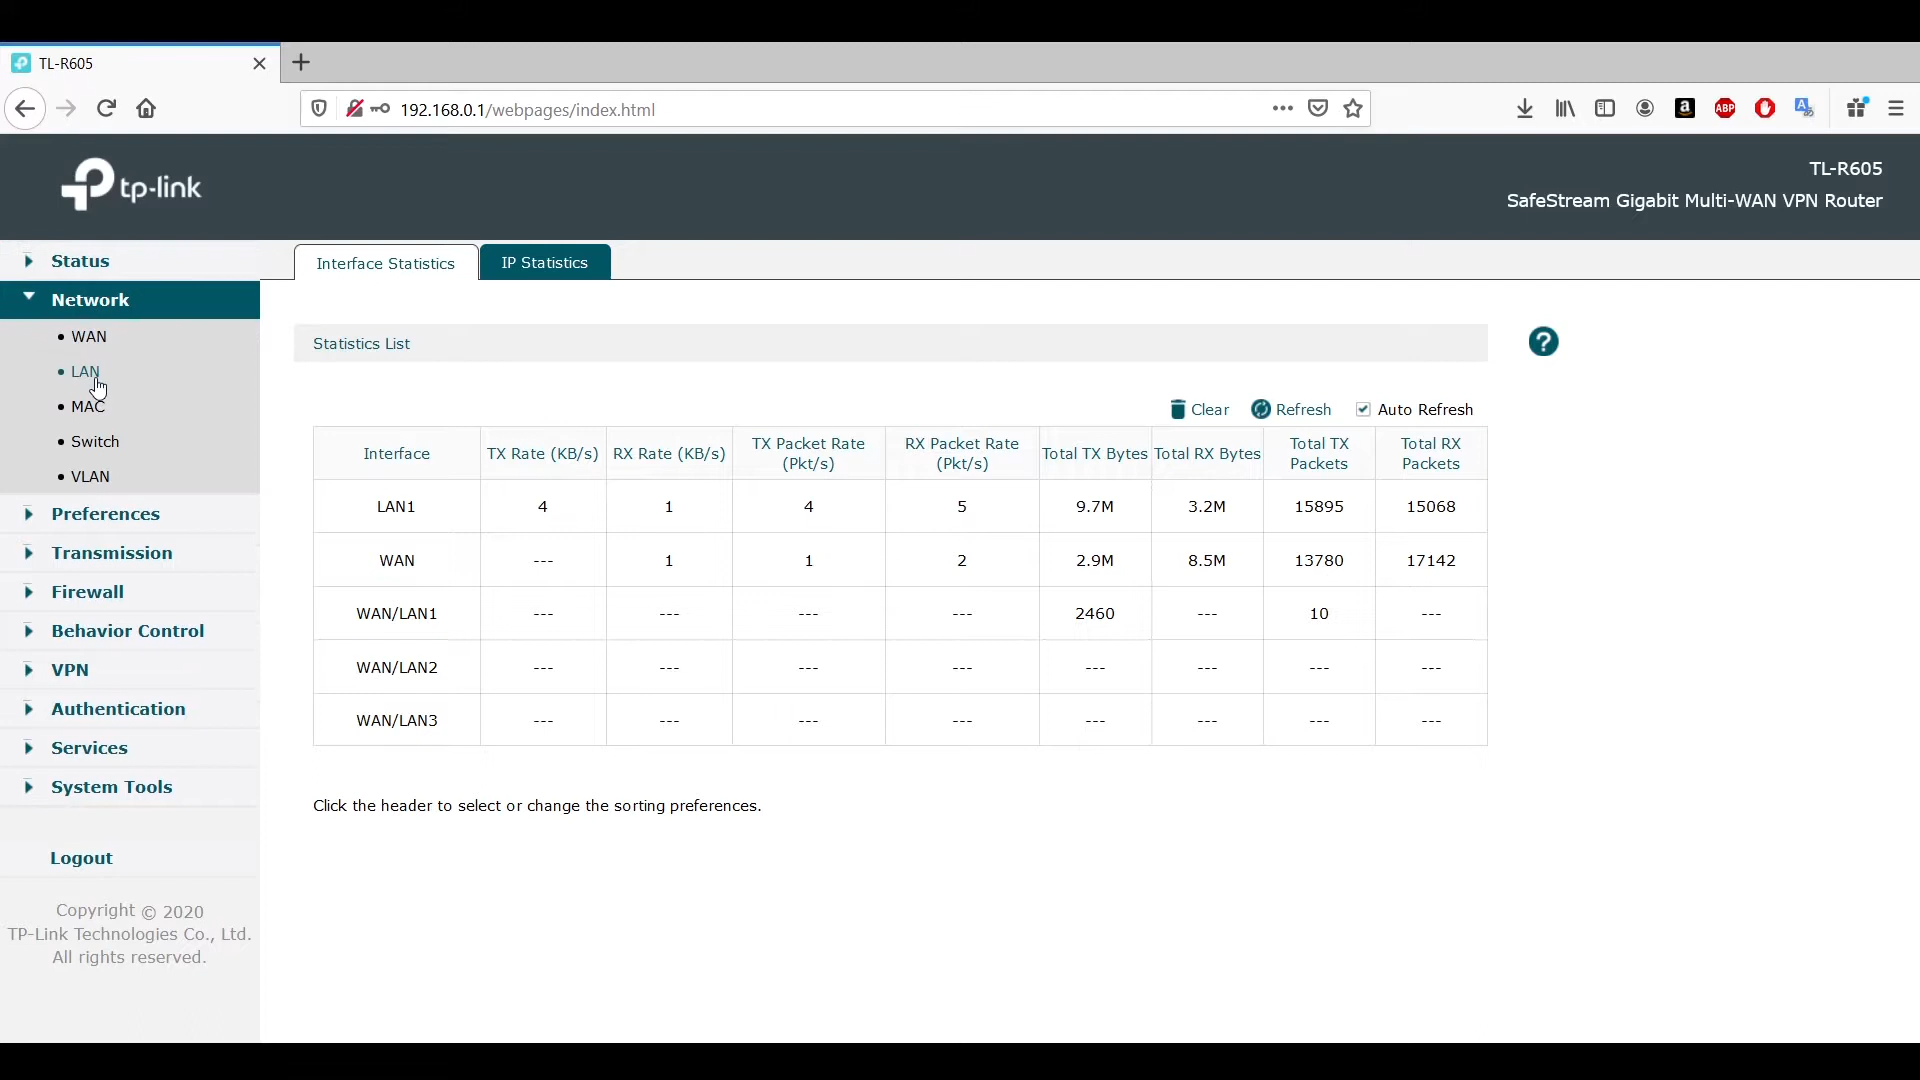 TL-R605
192.168.0.1/webpages/index.html
ABP
tp-link
TL-R605
SafeStream Gigabit Multi-WAN VPN Router
Status
Network
WAN
LAN
MAC
Switch
VLAN
Preferences
Transmission
Firewall
Behavior Control
VPN
Authentication
Services
System Tools
Logout
Copyright © 2020
TP-Link Technologies Co., Ltd.
All rights reserved.
Interface Statistics IP Statistics
Statistics List
?
Clear Refresh Auto Refresh
Interface TX Rate (KB/s) RX Rate (KB/s) TX Packet Rate (Pkt/s) RX Packet Rate (Pkt/s) Total TX Bytes Total RX Bytes Total TX Packets Total RX Packets
LAN1 4 1 4 5 9.7M 3.2M 15895 15068
WAN --- 1 1 2 2.9M 8.5M 13780 17142
WAN/LAN1 --- --- --- --- 2460 --- 10 ---
WAN/LAN2 --- --- --- --- --- --- --- ---
WAN/LAN3 --- --- --- --- --- --- --- ---
Click the header to select or change the sorting preferences.